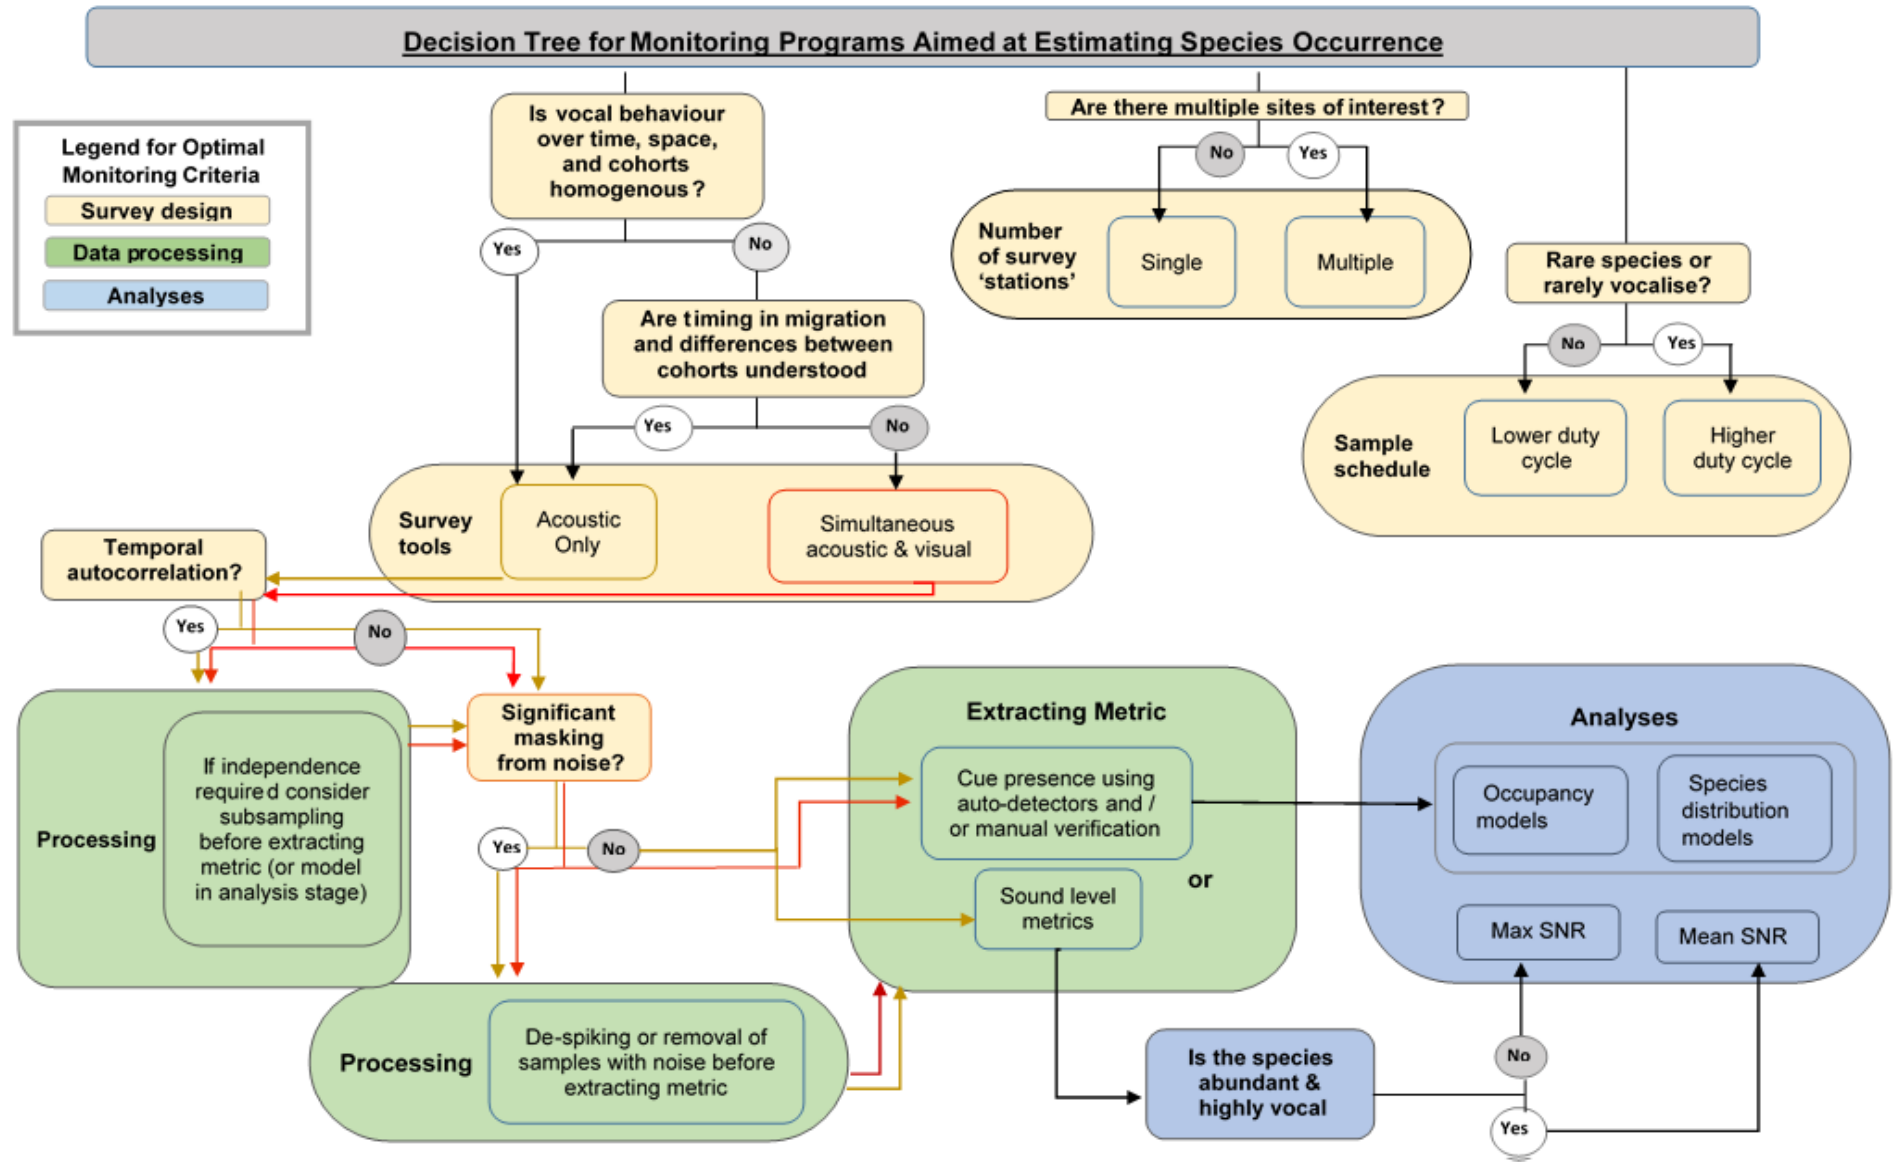 Decision Tree for Monitoring Programs Aimed at Estimating Species Occurrence
Legend for Optimal
Monitoring Criteria
Survey design
Data processing
Analyses
Is vocal behaviour
over time, space,
and cohorts
homogenous?
Yes
No
Are timing in migration
and differences between
cohorts understood
Yes
No
Survey
tools
Acoustic
Only
Simultaneous
acoustic & visual
Are there multiple sites of interest?
No
Yes
Number
of survey
‘stations’
Single
Multiple
Rare species or
rarely vocalise?
No
Yes
Sample
schedule
Lower duty
cycle
Higher
duty cycle
Temporal
autocorrelation?
Yes
No
Processing
If independence
required consider
subsampling
before extracting
metric (or model
in analysis stage)
Significant
masking
from noise?
Yes
No
Processing
De-spiking or removal of
samples with noise before
extracting metric
Extracting Metric
Cue presence using
auto-detectors and /
or manual verification
or
Sound level
metrics
Is the species
abundant &
highly vocal
No
Yes
Analyses
Occupancy
models
Species
distribution
models
Max SNR
Mean SNR